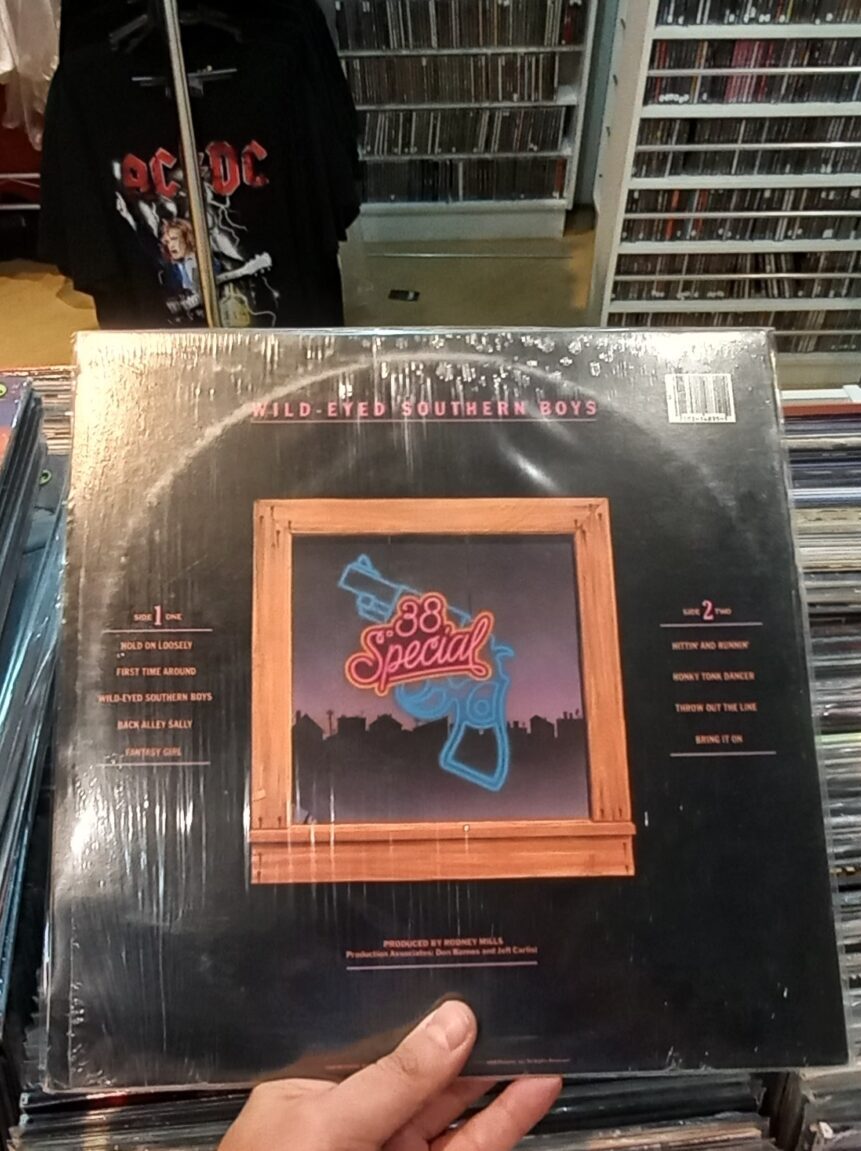 AC DC
WILD-EYED SOUTHERN BOYS
38
Special
SIDE 1 ONE
HOLD ON LOOSELY
FIRST TIME AROUND
WILD-EYED SOUTHERN BOYS
BACK ALLEY SALLY
FANTASY GIRL
SIDE 2 TWO
HITTIN' AND RUNNIN'
HONKY TONK DANCER
THROW OUT THE LINE
BRING IT ON
PRODUCED BY RODNEY MILLS
Production Associates: Don Barnes and Jeff Carlisi